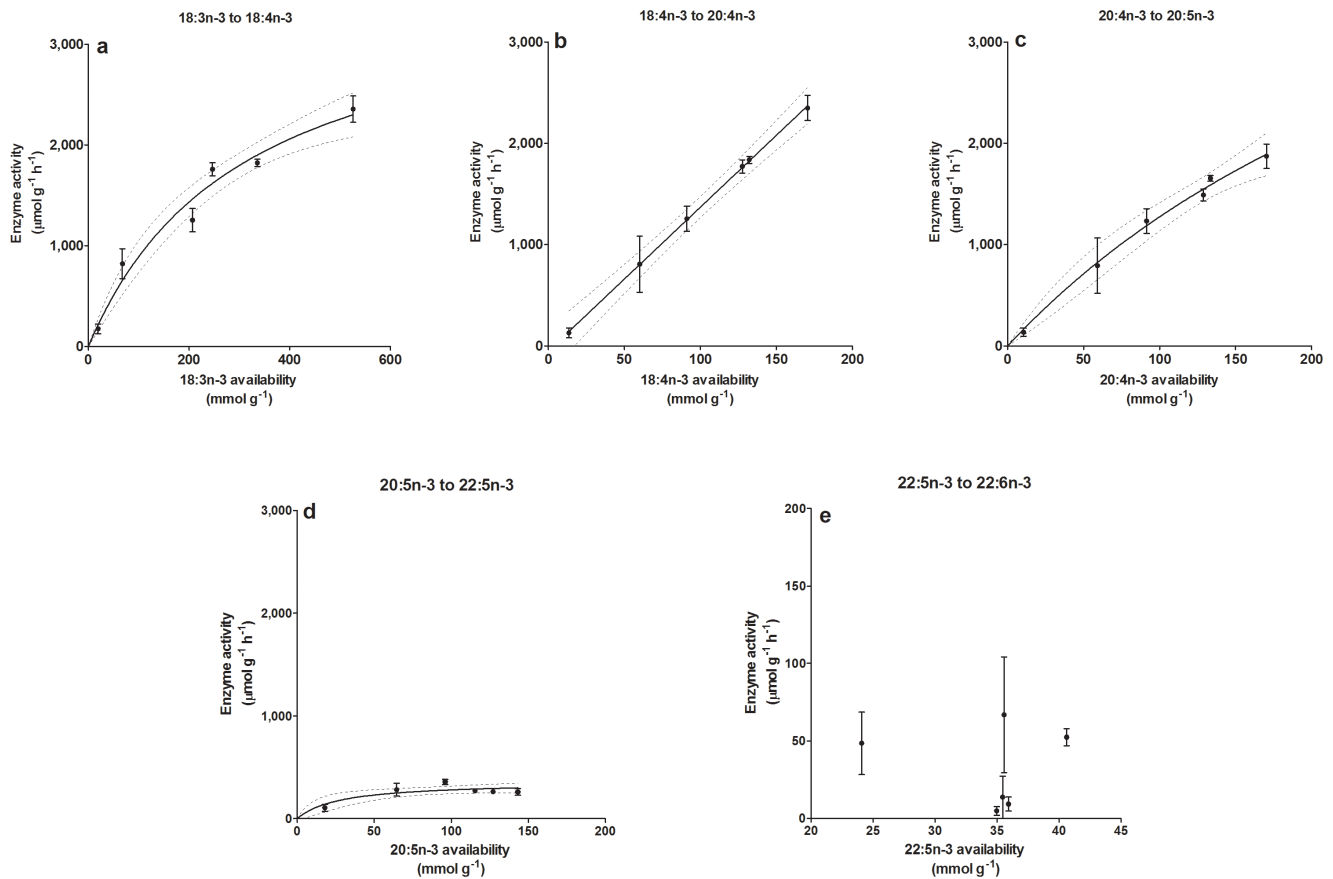 18:3n-3 to 18:4n-3
a
3,000
2,000
1,000
0
Enzyme activity
(μmol g-1 h-1)
0 200 400 600
18:3n-3 availability
(mmol g-1)
18:4n-3 to 20:4n-3
b
3,000
2,000
1,000
0
Enzyme activity
(μmol g-1 h-1)
0 50 100 150 200
18:4n-3 availability
(mmol g-1)
20:4n-3 to 20:5n-3
c
3,000
2,000
1,000
0
Enzyme activity
(μmol g-1 h-1)
0 50 100 150 200
20:4n-3 availability
(mmol g-1)
20:5n-3 to 22:5n-3
d
3,000
2,000
1,000
0
Enzyme activity
(μmol g-1 h-1)
0 50 100 150 200
20:5n-3 availability
(mmol g-1)
22:5n-3 to 22:6n-3
e
200
150
100
50
0
Enzyme activity
(μmol g-1 h-1)
20 25 30 35 40 45
22:5n-3 availability
(mmol g-1)